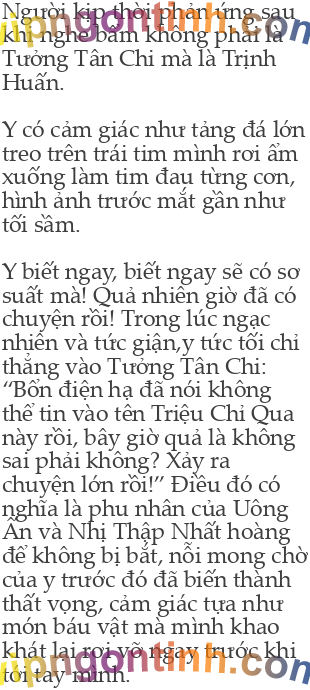 Người kịp thời phản ứng sau
khi nghe bẩm không phải là
Tưởng Tân Chi mà là Trịnh
Huấn.
Y có cảm giác như tảng đá lớn
treo trên trái tim mình rơi ầm
xuống làm tim đau từng cơn,
hình ảnh trước mắt gần như
tối sầm.
Y biết ngay, biết ngay sẽ có sơ
suất mà! Quả nhiên giờ đã có
chuyện rồi! Trong lúc ngạc
nhiên và tức giận,y tức tối chỉ
thẳng vào Tưởng Tân Chi:
“Bổn điện hạ đã nói không
thể tin vào tên Triệu Chỉ Qua
này rồi, bây giờ quả là không
sai phải không? Xảy ra
chuyện lớn rồi!” Điều đó có
nghĩa là phu nhân của Uông
Ấn và Nhị Thập Nhất hoàng
để không bị bắt, nỗi mong chờ
của y trước đó đã biến thành
thất vọng, cảm giác tựa như
món báu vật mà mình khao
khát lại rơi vỡ ngay trước khi
tới tay mình.
vipngontinh.com
vipngontinh.com